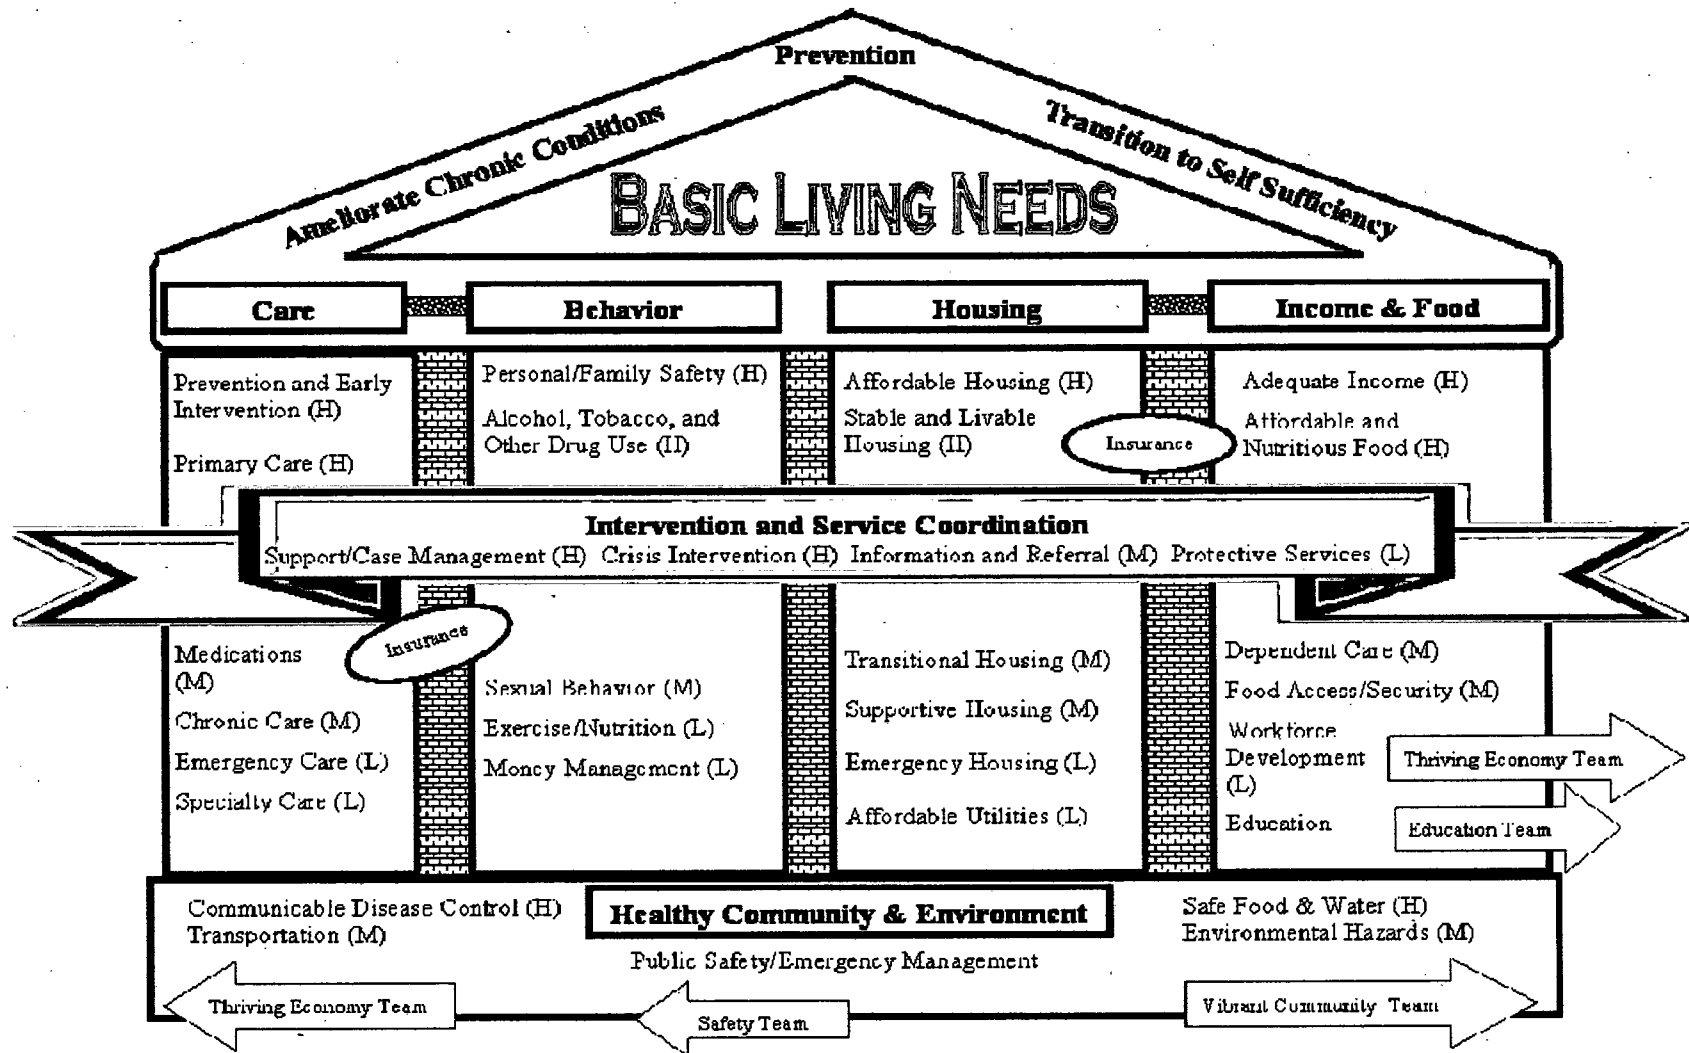 Prevention
Ameliorate Chronic Conditions
Transition to Self Sufficiency
BASIC LIVING NEEDS
Care
Behavior
Housing
Income & Food
Prevention and Early
Intervention (H)
Primary Care (H)
Personal/Family Safety (H)
Alcohol, Tobacco, and
Other Drug Use (H)
Affordable Housing (H)
Stable and Livable
Housing (H)
Insurance
Adequate Income (H)
Affordable and
Nutritious Food (H)
Intervention and Service Coordination
Support/Case Management (H) Crisis Intervention (H) Information and Referral (M) Protective Services (L)
Insurance
Medications
(M)
Chronic Care (M)
Emergency Care (L)
Specialty Care (L)
Sexual Behavior (M)
Exercise/Nutrition (L)
Money Management (L)
Transitional Housing (M)
Supportive Housing (M)
Emergency Housing (L)
Affordable Utilities (L)
Dependent Care (M)
Food Access/Security (M)
Workforce
Development
(L)
Education
Thriving Economy Team
Education Team
Communicable Disease Control (H)
Transportation (M)
Healthy Community & Environment
Public Safety/Emergency Management
Safe Food & Water (H)
Environmental Hazards (M)
Thriving Economy Team
Safety Team
Vibrant Community Team